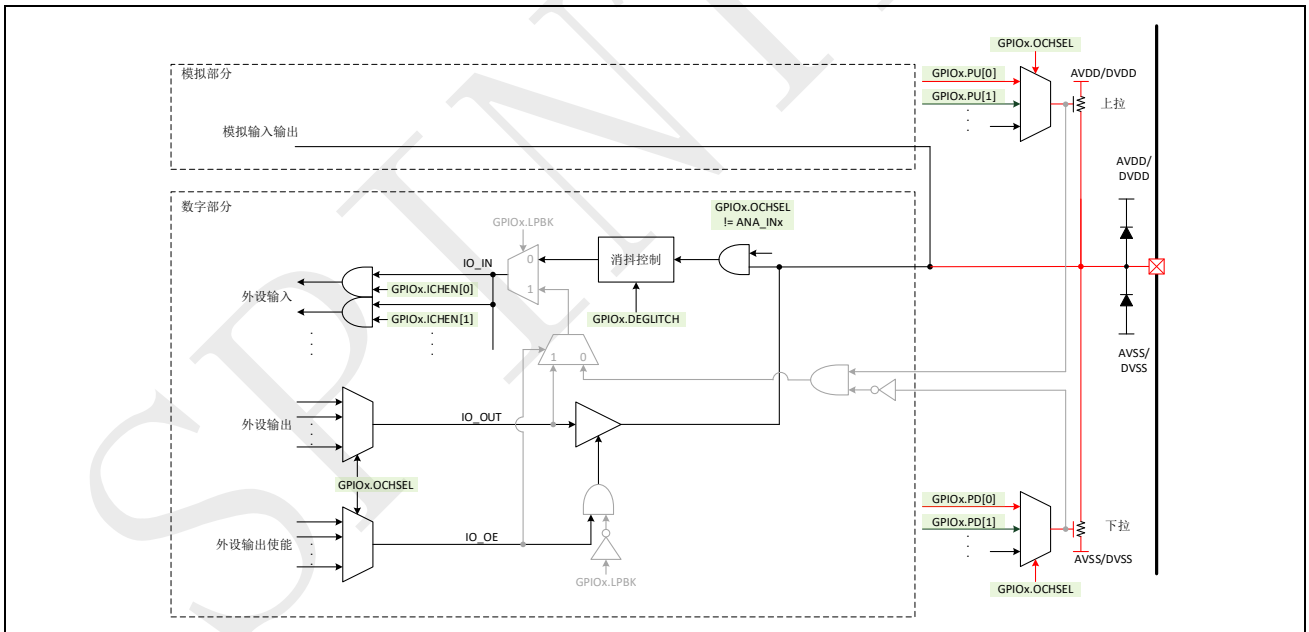 SPIN
GPIOx.OCHSEL
模拟部分
GPIOx.PU[0]
AVDD/DVDD
GPIOx.PU[1]
上拉
模拟输入输出
AVDD/
DVDD
数字部分
GPIOx.OCHSEL
!= ANA_INx
GPIOx.LPBK
0
消抖控制
IO_IN
GPIOx.ICHEN[0]
1
外设输入
GPIOx.ICHEN[1]
GPIOx.DEGLITCH
1 0
AVSS/
DVSS
IO_OUT
外设输出
GPIOx.OCHSEL
GPIOx.PD[0]
GPIOx.PD[1]
下拉
外设输出使能
IO_OE
AVSS/DVSS
GPIOx.LPBK
GPIOx.OCHSEL